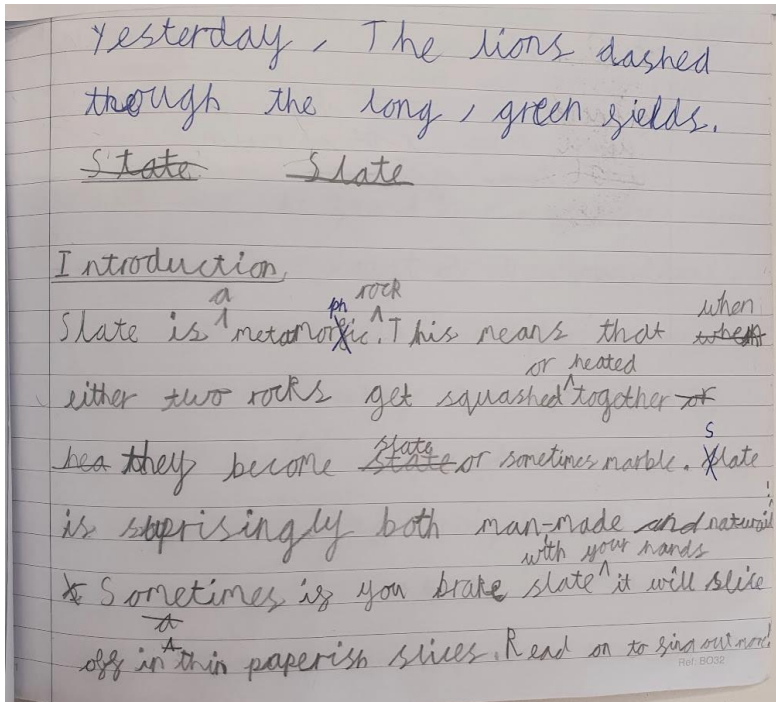 Yesterday, The lions dashed
though the long, green fields.
State Slate
Introduction
a rock
ph when
Slate is metamorfic. This means that when
or heated
either two rocks get squashed together or
slate S
hea they become state or sometimes marble. slate
is suprisingly both man-made and natural
with your hands
Sometimes if you brake slate it will slice
a
off in thin paperish slices. Read on to find out more!
Ref: BO32